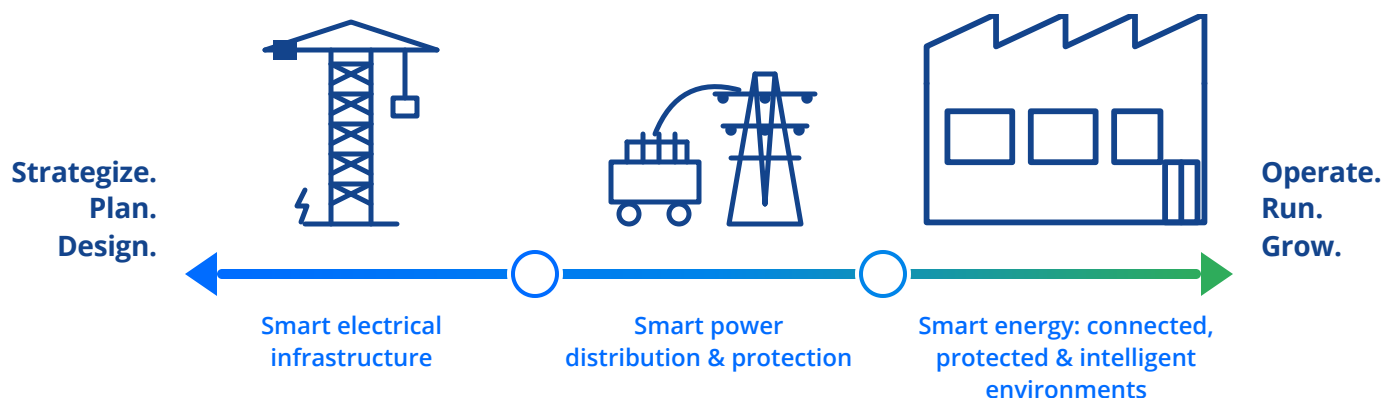 Strategize.
Plan.
Design.
Smart electrical
infrastructure
Smart power
distribution & protection
Smart energy: connected,
protected & intelligent
environments
Operate.
Run.
Grow.